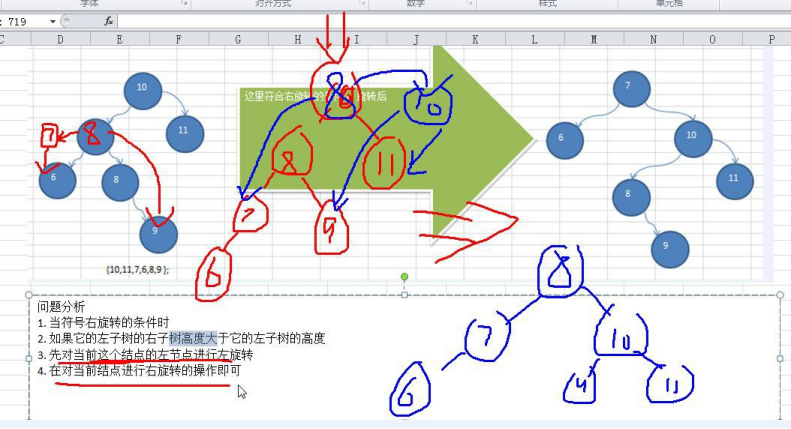 字体
对齐方式
数字
样式
单元格
719
fx
D E F G H I J K L M N O P
10
11
8
7
6
8
9
{10,11,7,6,8,9 };
这里符合右旋转的
转后
8
10
8
11
7
9
6
7
6
10
8
11
9
8
7
10
6
11
问题分析
1. 当符号右旋转的条件时
2. 如果它的左子树的右子树高度大于它的左子树的高度
3. 先对当前这个结点的左节点进行左旋转
4. 在对当前结点进行右旋转的操作即可